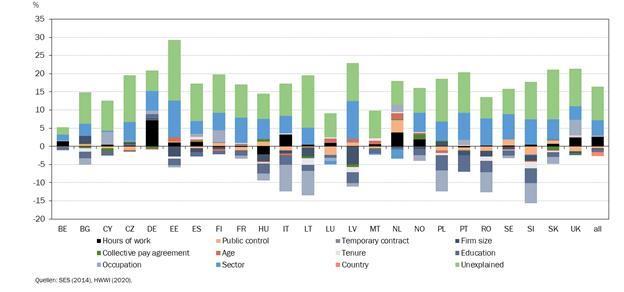 %
35
30
25
20
15
10
5
0
-5
-10
-15
-20
BE BG CY CZ DE EE ES FI FR HU IT LT LU LV MT NL NO PL PT RO SE SI SK UK all
Hours of work Public control Temporary contract Firm size
Collective pay agreement Age Tenure Education
Occupation Sector Country Unexplained
Quellen: SES (2014), HWWI (2020).